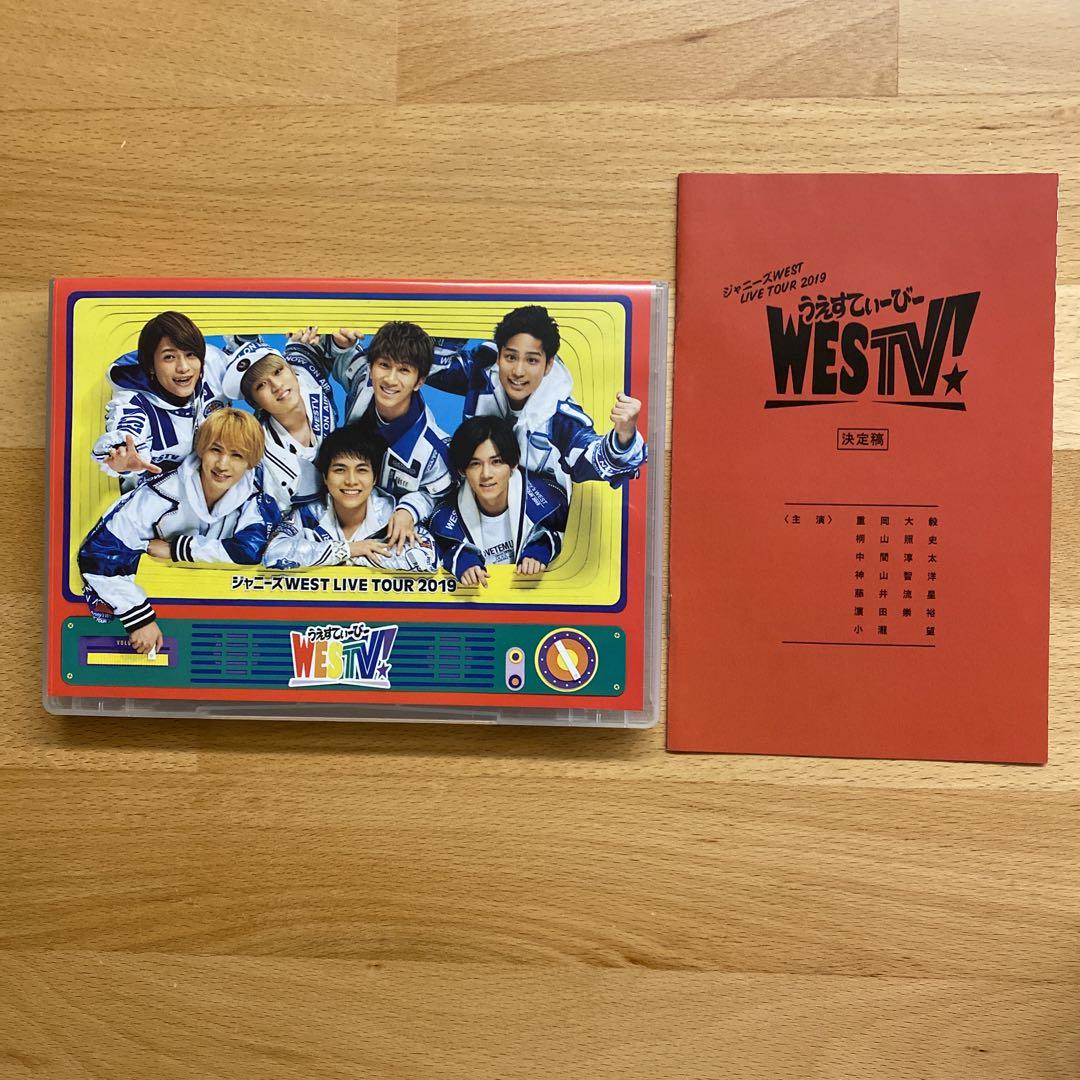 ジャニーズWEST LIVE TOUR 2019
うぇすてぃーびー
WESTV!
ジャニーズWEST
LIVE TOUR 2019
うぇすてぃーびー
WESTV!
決定稿
〈主演〉 重岡大毅
桐山照史
中間淳太
神山智洋
藤井流星
濵田崇裕
小瀧望